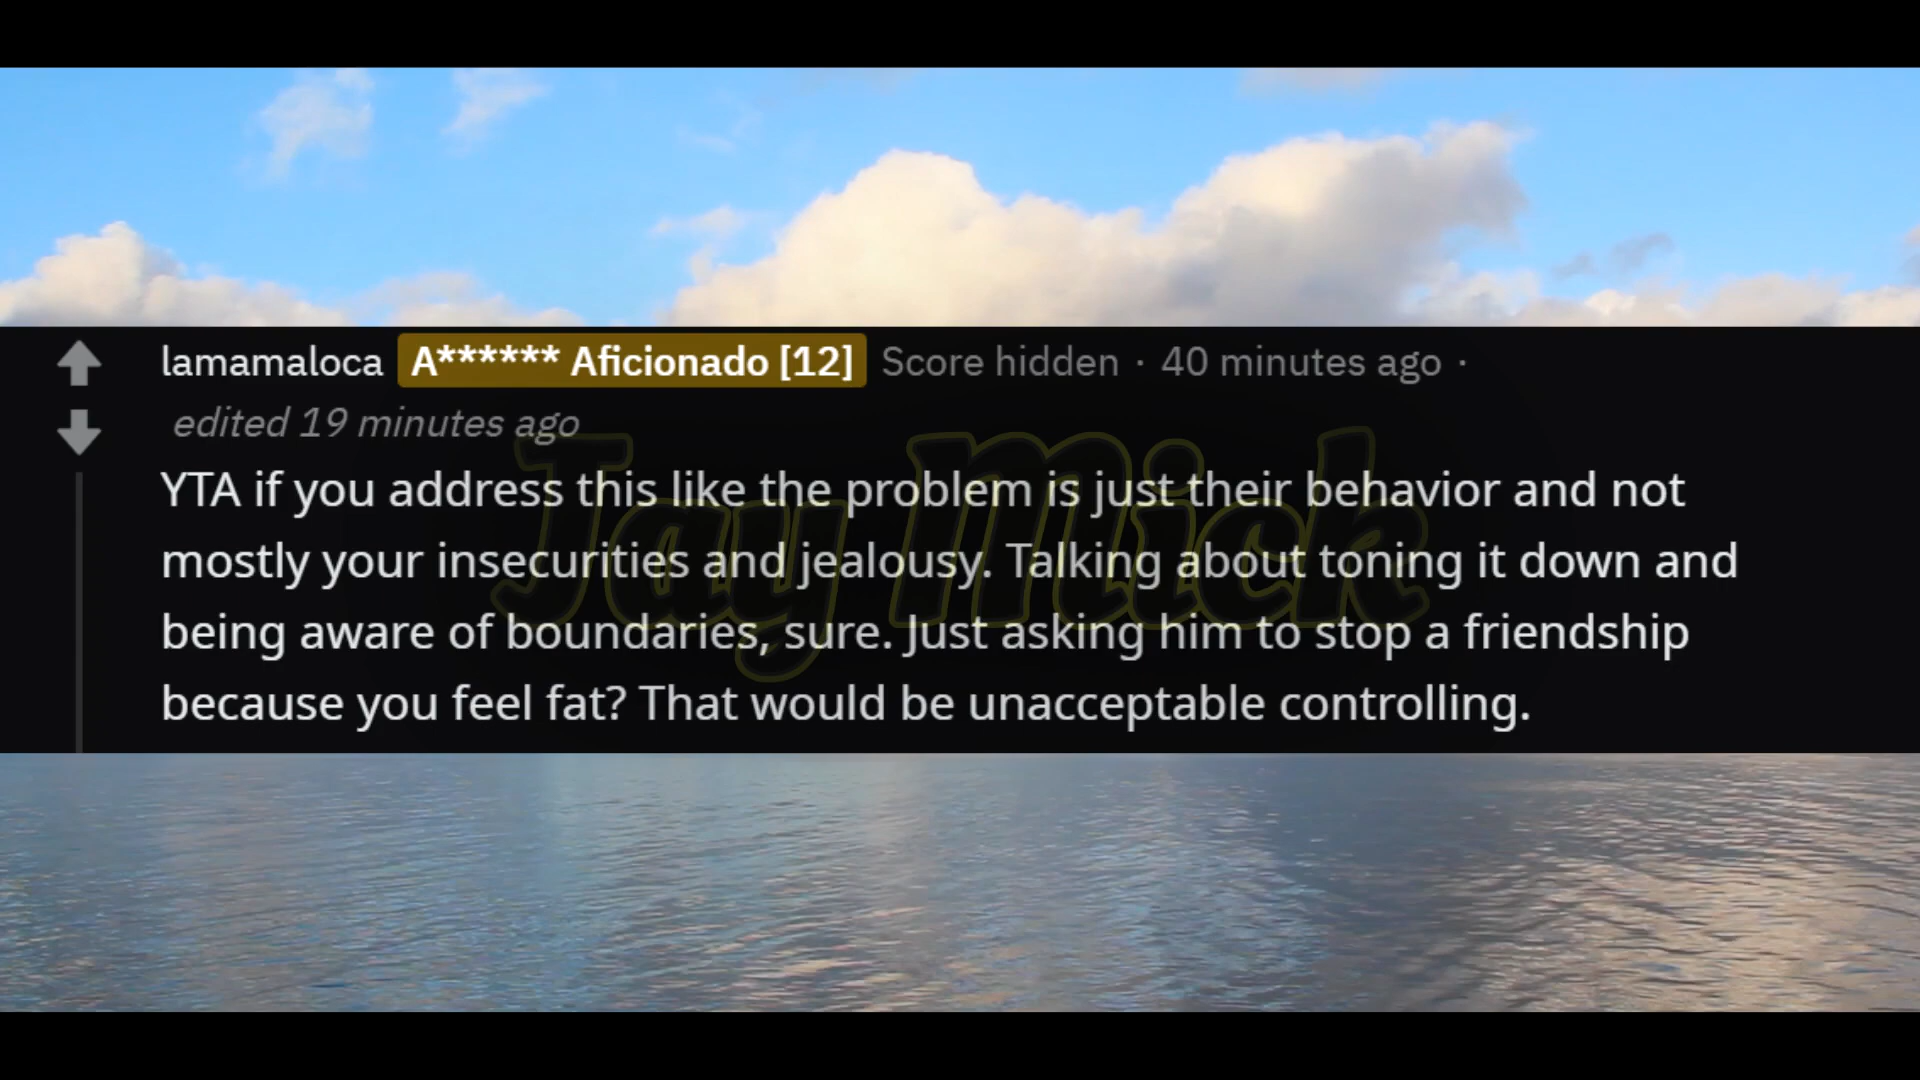 lamamaloca A****** Aficionado [12] Score hidden · 40 minutes ago ·
edited 19 minutes ago
YTA if you address this like the problem is just their behavior and not
mostly your insecurities and jealousy. Talking about toning it down and
being aware of boundaries, sure. Just asking him to stop a friendship
because you feel fat? That would be unacceptable controlling.
Jay Mick